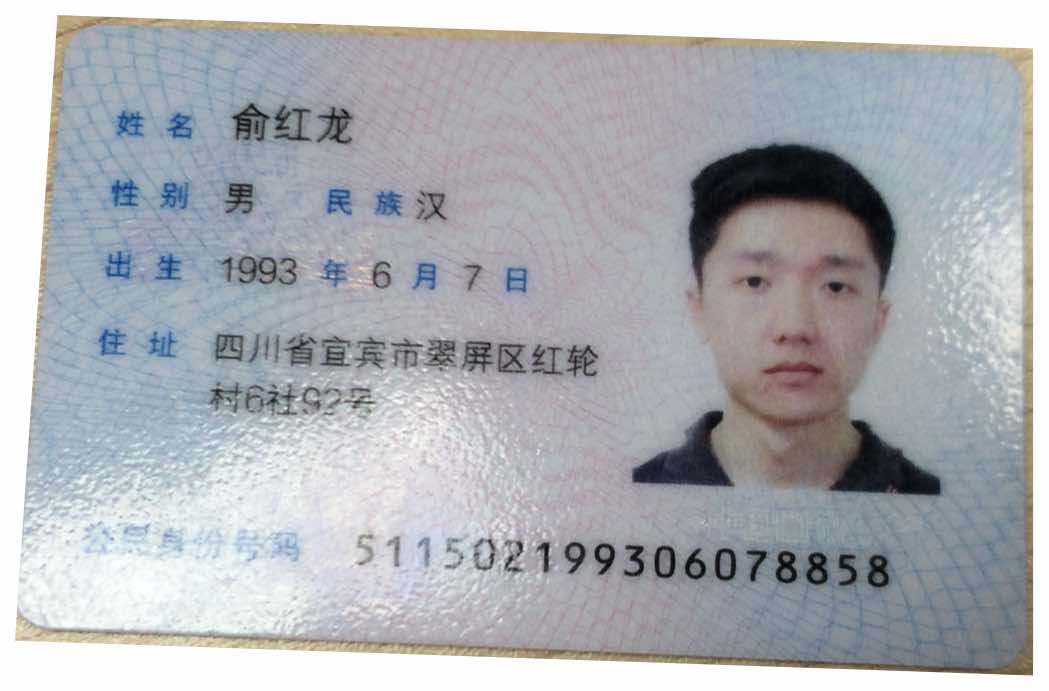 姓名 俞红龙
性别 男 民族 汉
出生 1993 年 6 月 7 日
住址 四川省宜宾市翠屏区红轮
村6社92号
公民身份号码 511502199306078858